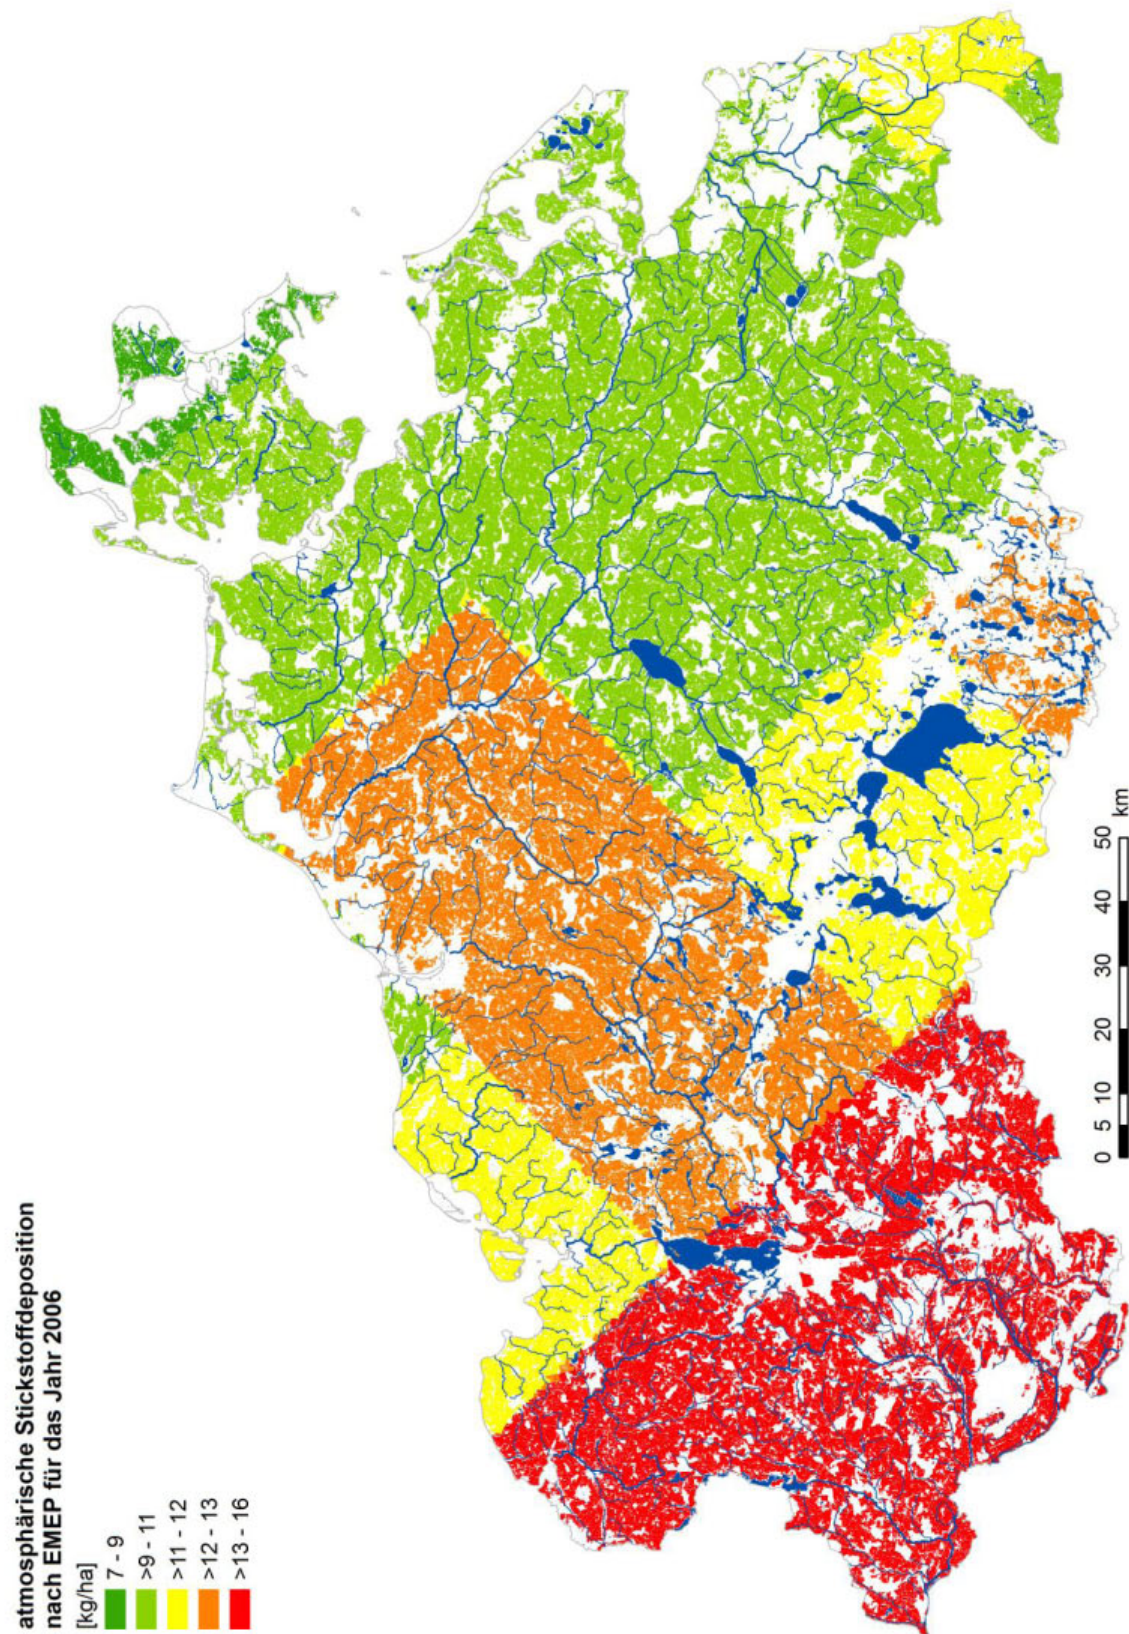 atmosphärische Stickstoffdeposition
nach EMEP für das Jahr 2006
[kg/ha]
7 - 9
>9 - 11
>11 - 12
>12 - 13
>13 - 16
0 5 10 20 30 40 50
km